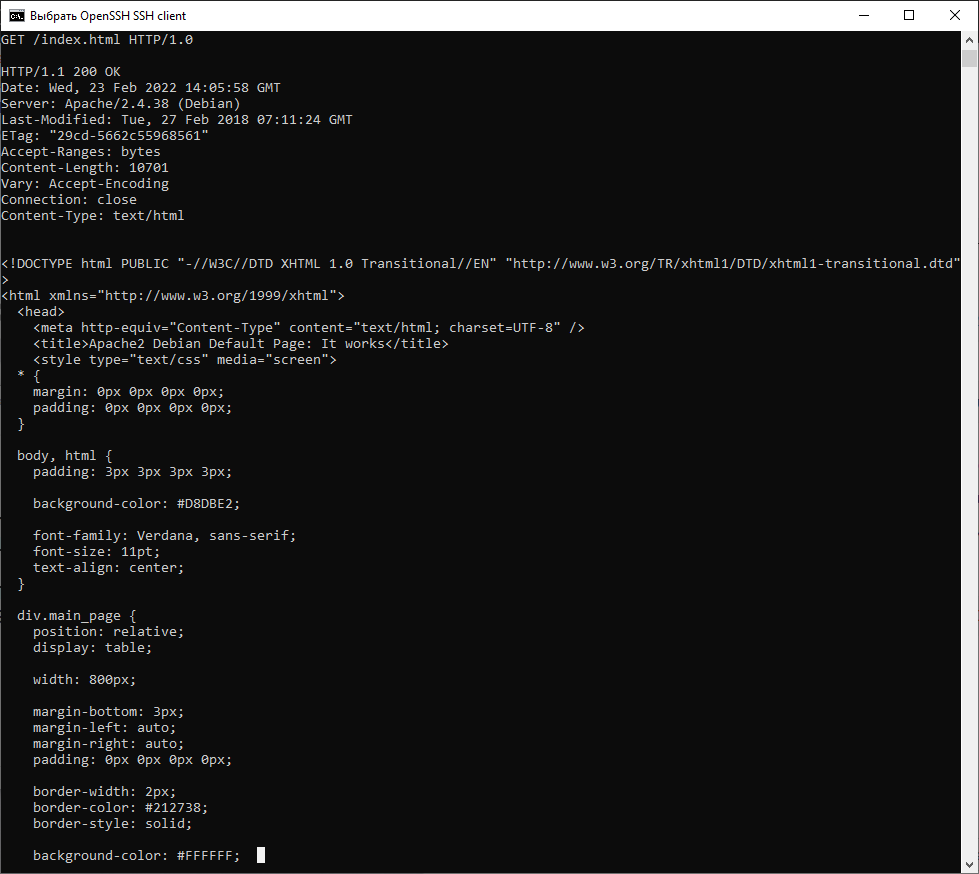 Выбрать OpenSSH SSH client
GET /index.html HTTP/1.0

HTTP/1.1 200 OK
Date: Wed, 23 Feb 2022 14:05:58 GMT
Server: Apache/2.4.38 (Debian)
Last-Modified: Tue, 27 Feb 2018 07:11:24 GMT
ETag: "29cd-5662c55968561"
Accept-Ranges: bytes
Content-Length: 10701
Vary: Accept-Encoding
Connection: close
Content-Type: text/html


<!DOCTYPE html PUBLIC "-//W3C//DTD XHTML 1.0 Transitional//EN" "http://www.w3.org/TR/xhtml1/DTD/xhtml1-transitional.dtd"
>
<html xmlns="http://www.w3.org/1999/xhtml">
  <head>
    <meta http-equiv="Content-Type" content="text/html; charset=UTF-8" />
    <title>Apache2 Debian Default Page: It works</title>
    <style type="text/css" media="screen">
  * {
    margin: 0px 0px 0px 0px;
    padding: 0px 0px 0px 0px;
  }

  body, html {
    padding: 3px 3px 3px 3px;

    background-color: #D8DBE2;

    font-family: Verdana, sans-serif;
    font-size: 11pt;
    text-align: center;
  }

  div.main_page {
    position: relative;
    display: table;

    width: 800px;

    margin-bottom: 3px;
    margin-left: auto;
    margin-right: auto;
    padding: 0px 0px 0px 0px;

    border-width: 2px;
    border-color: #212738;
    border-style: solid;

    background-color: #FFFFFF;